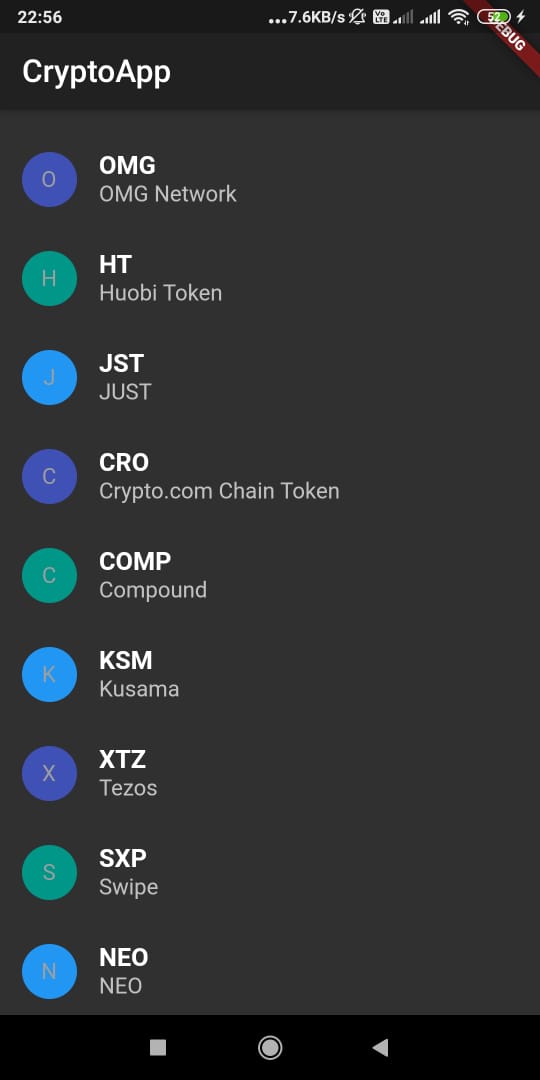 22:56 ...7.6KB/s Vo LTE 52
DEBUG
CryptoApp
O
OMG
OMG Network
H
HT
Huobi Token
J
JST
JUST
C
CRO
Crypto.com Chain Token
C
COMP
Compound
K
KSM
Kusama
X
XTZ
Tezos
S
SXP
Swipe
N
NEO
NEO